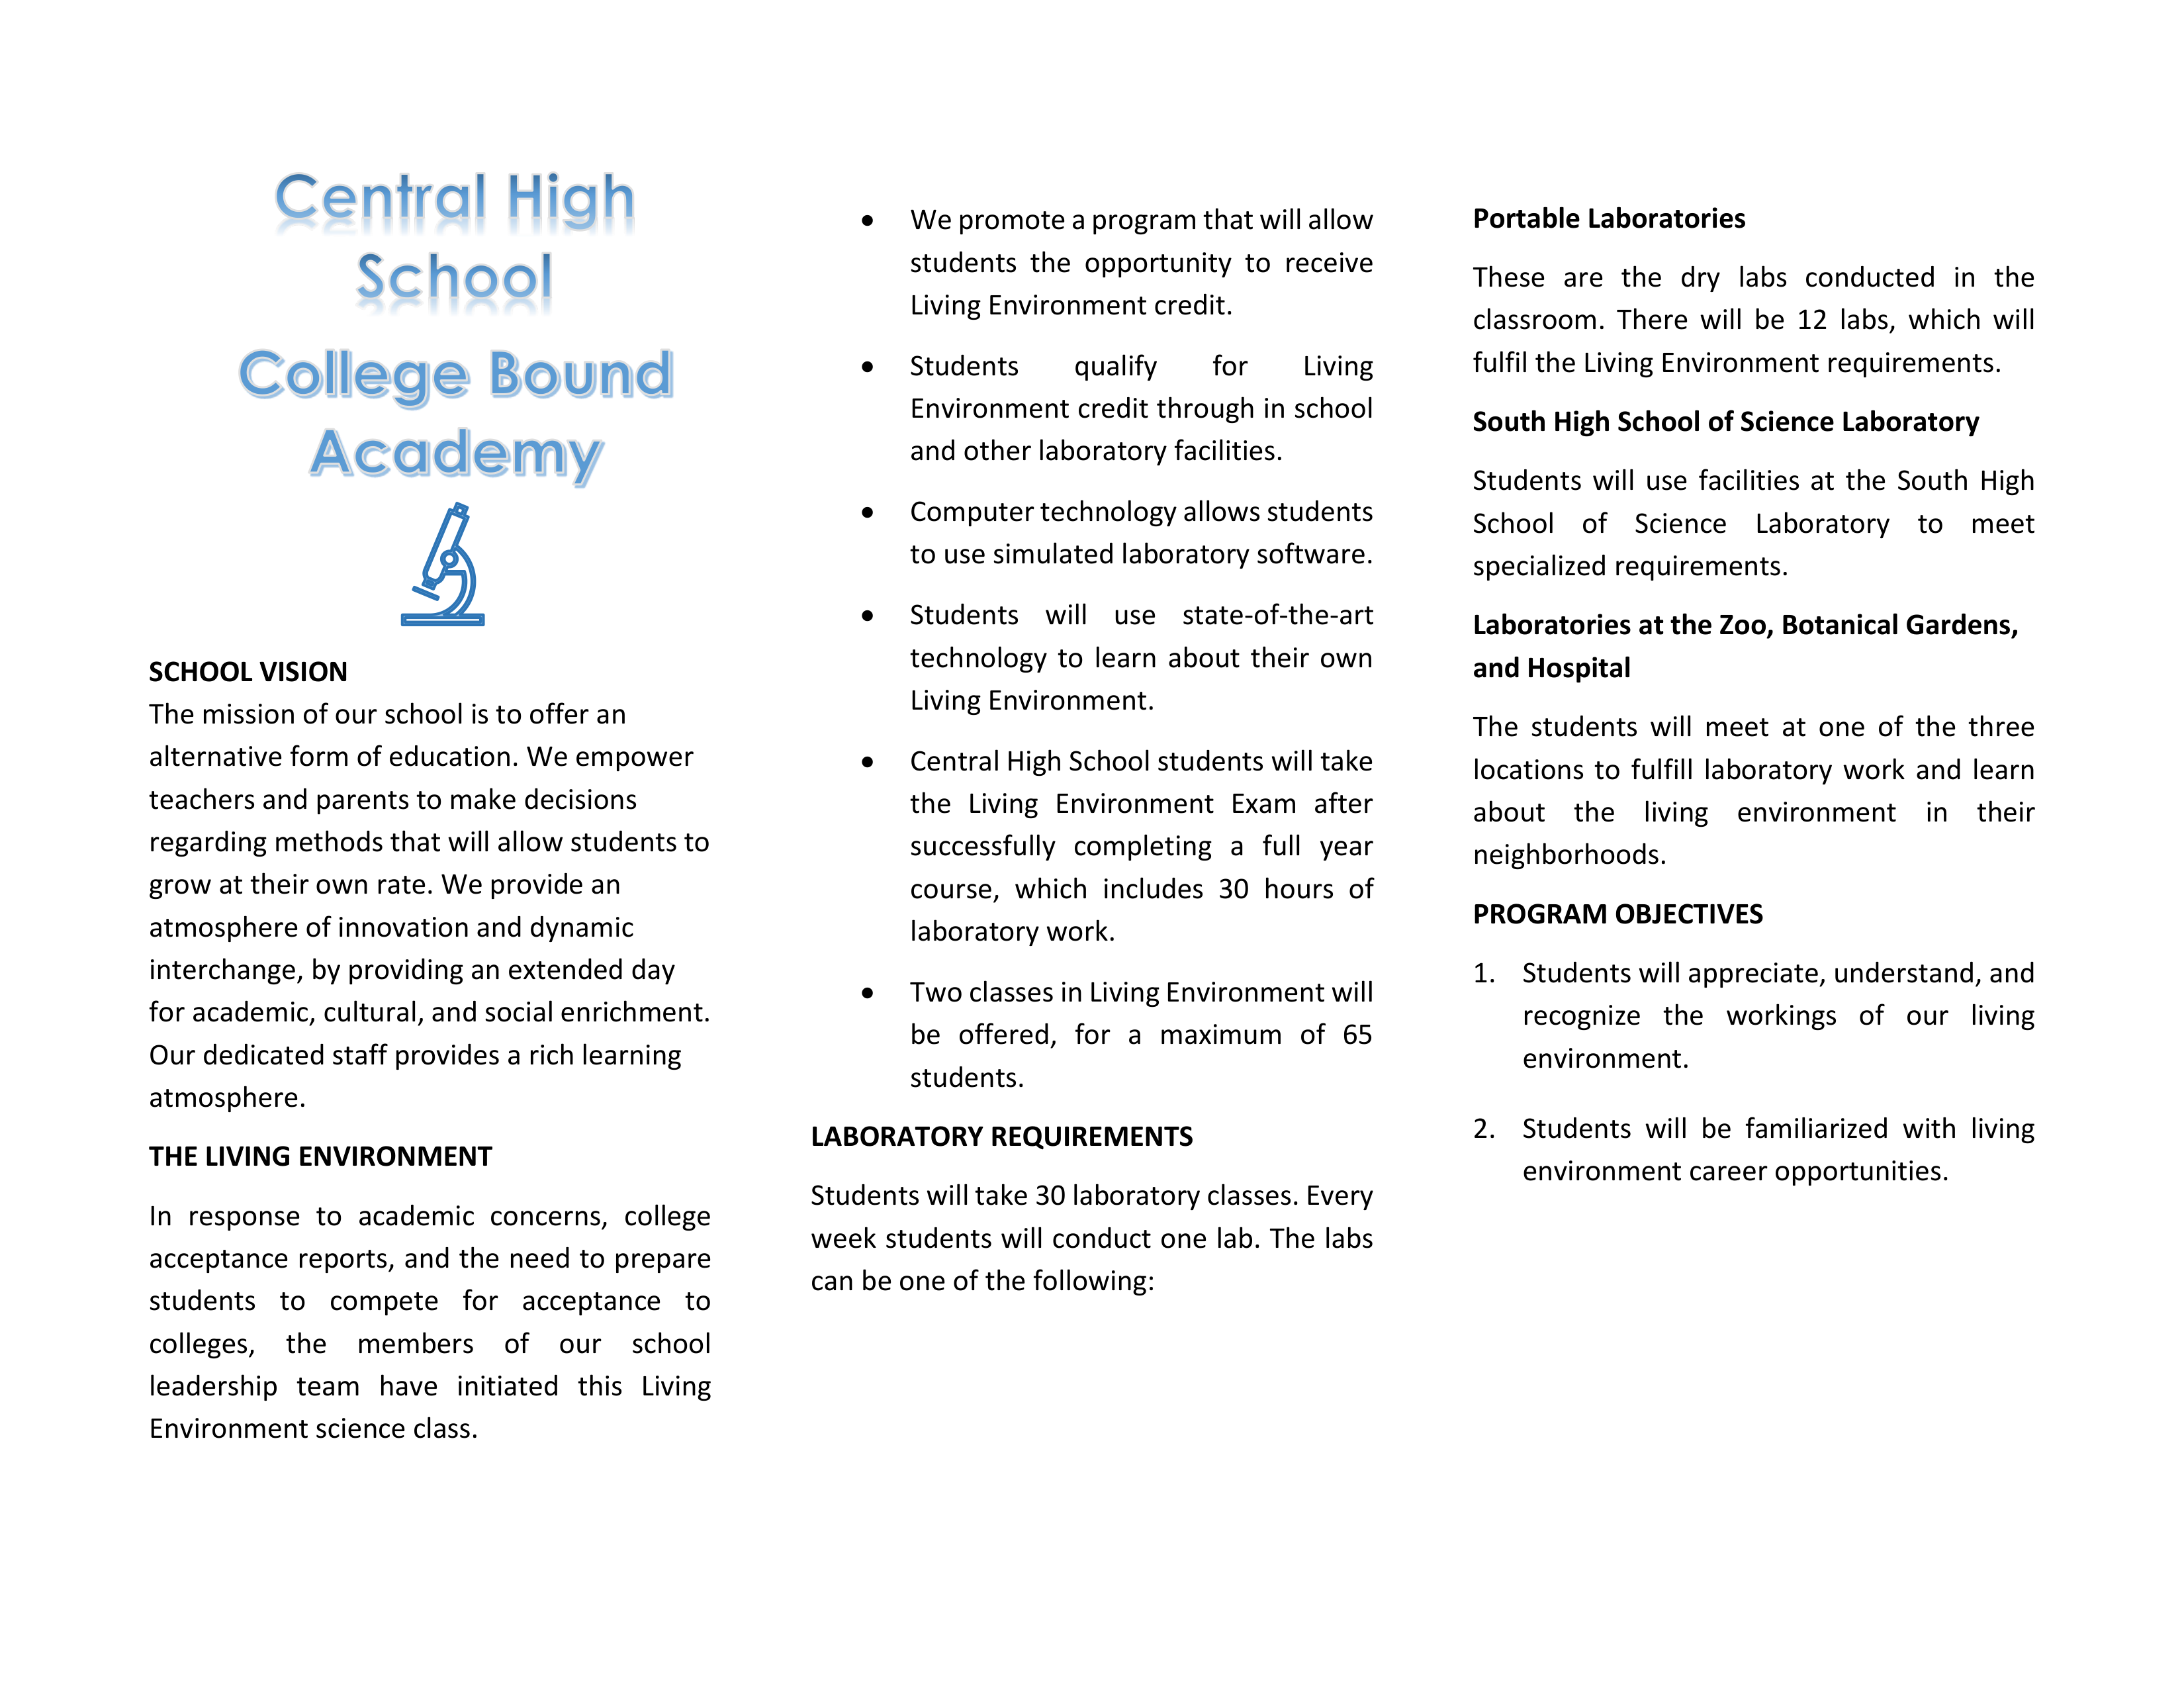 Central High
School
College Bound
Academy
SCHOOL VISION
The mission of our school is to offer an
alternative form of education. We empower
teachers and parents to make decisions
regarding methods that will allow students to
grow at their own rate. We provide an
atmosphere of innovation and dynamic
interchange, by providing an extended day
for academic, cultural, and social enrichment.
Our dedicated staff provides a rich learning
atmosphere.
THE LIVING ENVIRONMENT
In response to academic concerns, college
acceptance reports, and the need to prepare
students to compete for acceptance to
colleges, the members of our school
leadership team have initiated this Living
Environment science class.
• We promote a program that will allow
students the opportunity to receive
Living Environment credit.
• Students qualify for Living
Environment credit through in school
and other laboratory facilities.
• Computer technology allows students
to use simulated laboratory software.
• Students will use state-of-the-art
technology to learn about their own
Living Environment.
• Central High School students will take
the Living Environment Exam after
successfully completing a full year
course, which includes 30 hours of
laboratory work.
• Two classes in Living Environment will
be offered, for a maximum of 65
students.
LABORATORY REQUIREMENTS
Students will take 30 laboratory classes. Every
week students will conduct one lab. The labs
can be one of the following:
Portable Laboratories
These are the dry labs conducted in the
classroom. There will be 12 labs, which will
fulfil the Living Environment requirements.
South High School of Science Laboratory
Students will use facilities at the South High
School of Science Laboratory to meet
specialized requirements.
Laboratories at the Zoo, Botanical Gardens,
and Hospital
The students will meet at one of the three
locations to fulfill laboratory work and learn
about the living environment in their
neighborhoods.
PROGRAM OBJECTIVES
1. Students will appreciate, understand, and
recognize the workings of our living
environment.
2. Students will be familiarized with living
environment career opportunities.